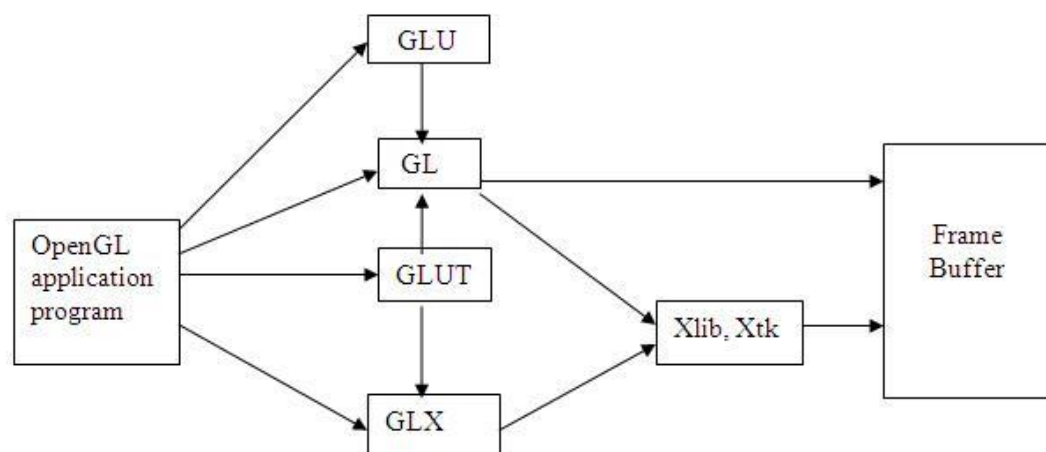 GLU
GL
OpenGL
application
program
GLUT
GLX
Xlib, Xtk
Frame
Buffer